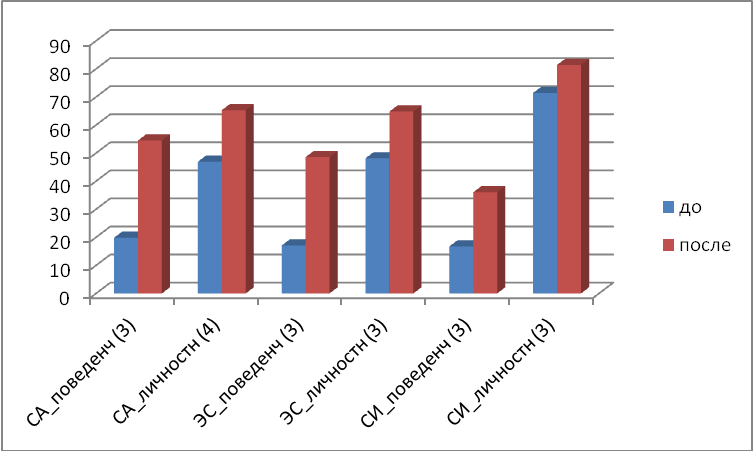 90
80
70
60
50
40
30
20
10
0
до
после
СА_поведенч (3)
СА_личностн (4)
ЭС_поведенч (3)
ЭС_личностн (3)
СИ_поведенч (3)
СИ_личностн (3)